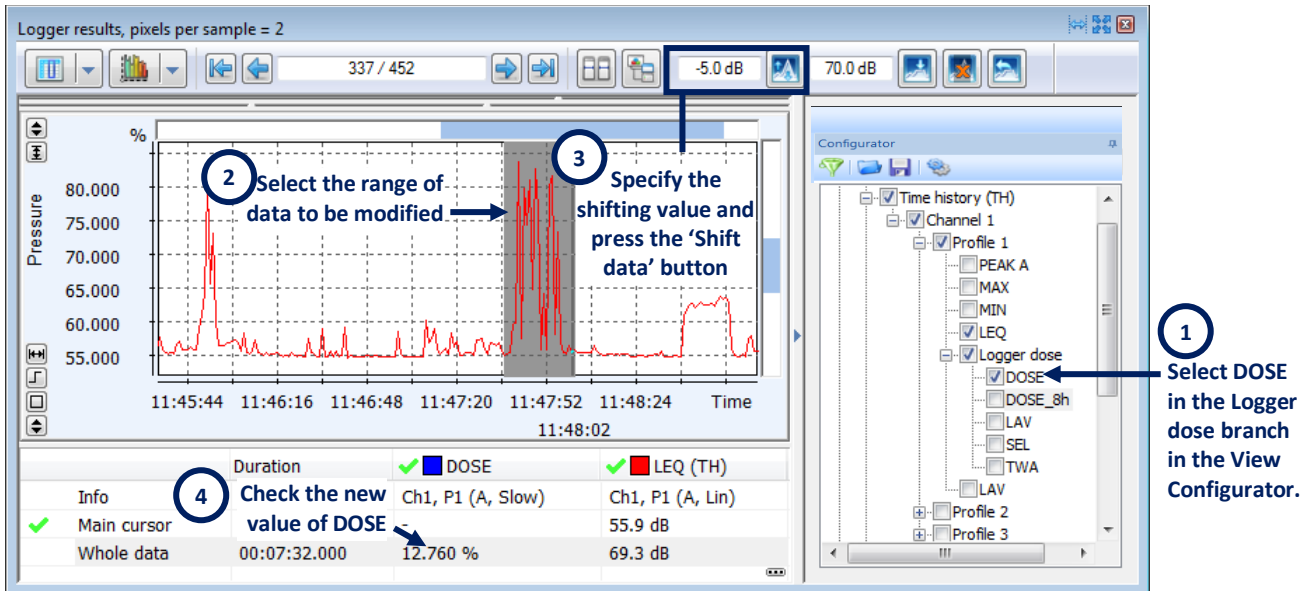 Logger results, pixels per sample = 2
337 / 452
-5.0 dB
70.0 dB
%
Pressure
80.000
75.000
70.000
65.000
60.000
55.000
2
Select the range of
data to be modified
3
Specify the
shifting value and
press the ‘Shift
data’ button
11:45:44 11:46:16 11:46:48 11:47:20 11:47:52 11:48:24 Time
11:48:02
Duration DOSE LEQ (TH)
Info Ch1, P1 (A, Slow) Ch1, P1 (A, Lin)
Main cursor - 55.9 dB
Whole data 00:07:32.000 12.760 % 69.3 dB
4
Check the new
value of DOSE
Configurator
Time history (TH)
Channel 1
Profile 1
PEAK A
MAX
MIN
LEQ
Logger dose
DOSE
DOSE_8h
LAV
SEL
TWA
LAV
Profile 2
Profile 3
1
Select DOSE
in the Logger
dose branch
in the View
Configurator.